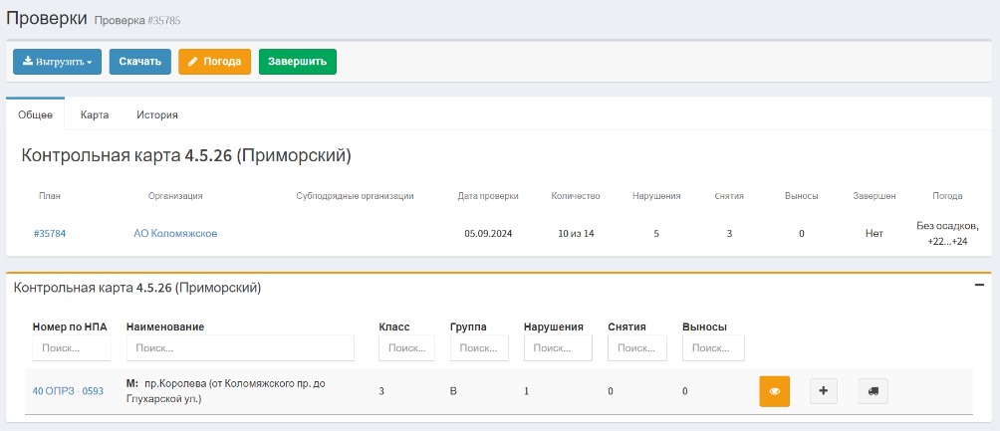 Проверки Проверка #35785
Выгрузить Скачать Погода Завершить
Общее Карта История
Контрольная карта 4.5.26 (Приморский)
План Организация Субподрядные организации Дата проверки Количество Нарушения Снятия Выносы Завершен Погода
#35784 АО Коломяжское 05.09.2024 10 из 14 5 3 0 Нет Без осадков,
+22...+24
Контрольная карта 4.5.26 (Приморский)
Номер по НПА Наименование Класс Группа Нарушения Снятия Выносы
Поиск... Поиск... Поиск... Поиск... Поиск... Поиск... Поиск...
40 ОПРЗ - 0593 М: пр.Королева (от Коломяжского пр. до 3 В 1 0 0
Глухарской ул.)